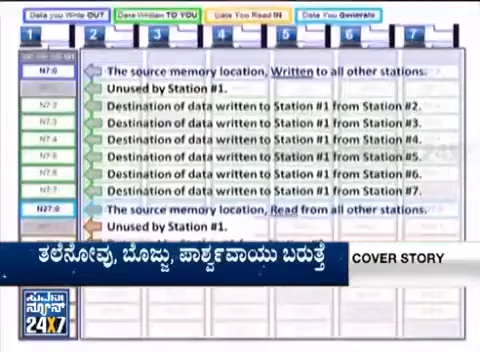 Data you Write OUT Data Written TO YOU Data You Read IN Data You Generate
1 2 3 4 5 6 7
N7:0 The source memory location, Written to all other stations.
Unused by Station #1.
N7:2 Destination of data written to Station #1 from Station #2.
N7:3 Destination of data written to Station #1 from Station #3.
N7:4 Destination of data written to Station #1 from Station #4.
N7:5 Destination of data written to Station #1 from Station #5.
N7:6 Destination of data written to Station #1 from Station #6.
N7:7 Destination of data written to Station #1 from Station #7.
N27:0 The source memory location, Read from all other stations.
Unused by Station #1.
ತಲೆನೋವು, ಬೊಜ್ಜು, ಪಾರ್ಶ್ವವಾಯು ಬರುತ್ತೆ COVER STORY
ಸುವರ್ಣ
ನ್ಯೂಸ್
24X7